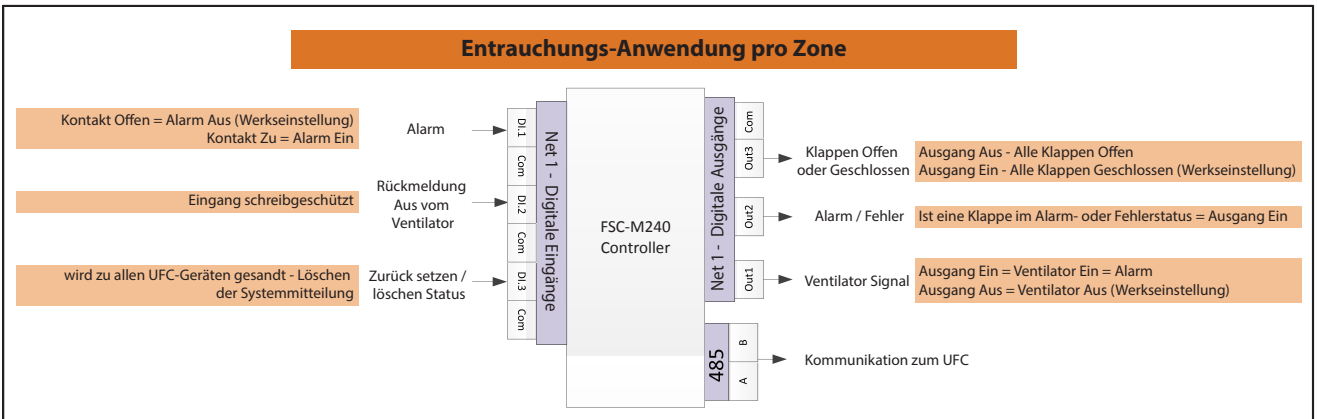 Entrauchungs-Anwendung pro Zone
Kontakt Offen = Alarm Aus (Werkseinstellung)
Kontakt Zu = Alarm Ein
Alarm
Eingang schreibgeschützt
Rückmeldung
Aus vom
Ventilator
wird zu allen UFC-Geräten gesandt - Löschen
der Systemmitteilung
Zurück setzen /
löschen Status
DI.1
Com
DI.2
Com
DI.3
Com
Net 1 - Digitale Eingänge
FSC-M240
Controller
Net 1 - Digitale Ausgänge
Com
Out3
Out2
Out1
485
B
A
Klappen Offen
oder Geschlossen
Ausgang Aus - Alle Klappen Offen
Ausgang Ein - Alle Klappen Geschlossen (Werkseinstellung)
Alarm / Fehler
Ist eine Klappe im Alarm- oder Fehlerstatus = Ausgang Ein
Ventilator Signal
Ausgang Ein = Ventilator Ein = Alarm
Ausgang Aus = Ventilator Aus (Werkseinstellung)
Kommunikation zum UFC